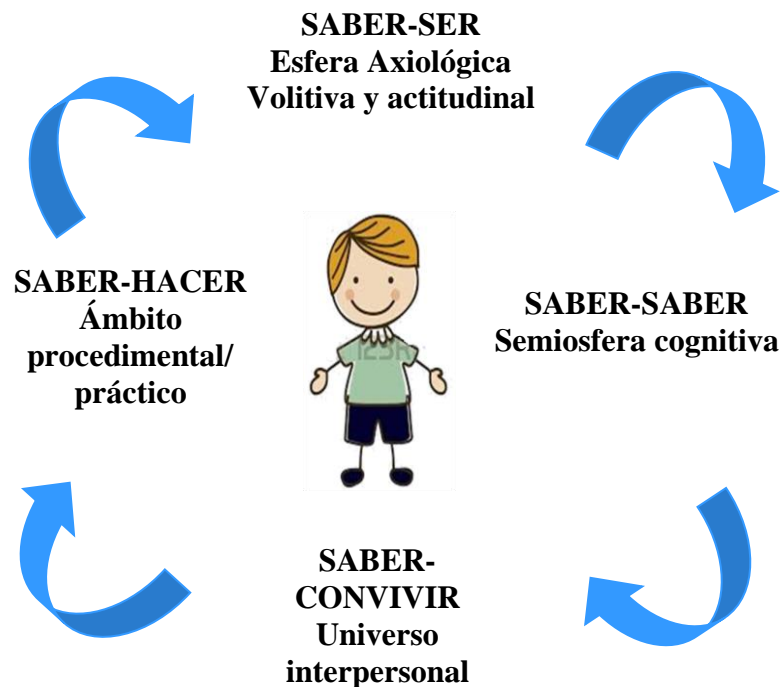 SABER-SER
Esfera Axiológica
Volitiva y actitudinal
SABER-SABER
Semiosfera cognitiva
SABER-
CONVIVIR
Universo
interpersonal
SABER-HACER
Ámbito
procedimental/
práctico